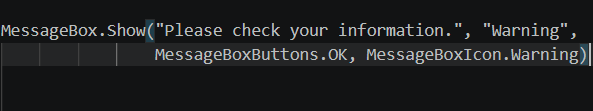 MessageBox.Show("Please check your information.", "Warning",
MessageBoxButtons.OK, MessageBoxIcon.Warning)